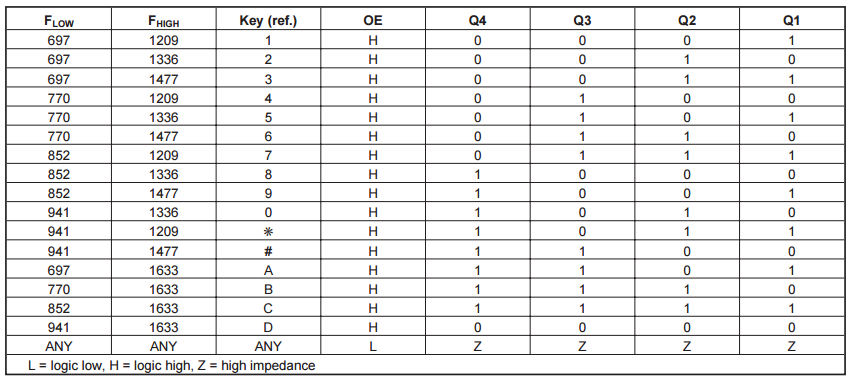 FLOW FHIGH Key (ref.) OE Q4 Q3 Q2 Q1
697 1209 1 H 0 0 0 1
697 1336 2 H 0 0 1 0
697 1477 3 H 0 0 1 1
770 1209 4 H 0 1 0 0
770 1336 5 H 0 1 0 1
770 1477 6 H 0 1 1 0
852 1209 7 H 0 1 1 1
852 1336 8 H 1 0 0 0
852 1477 9 H 1 0 0 1
941 1336 0 H 1 0 1 0
941 1209 ⁎ H 1 0 1 1
941 1477 # H 1 1 0 0
697 1633 A H 1 1 0 1
770 1633 B H 1 1 1 0
852 1633 C H 1 1 1 1
941 1633 D H 0 0 0 0
ANY ANY ANY L Z Z Z Z
L = logic low, H = logic high, Z = high impedance